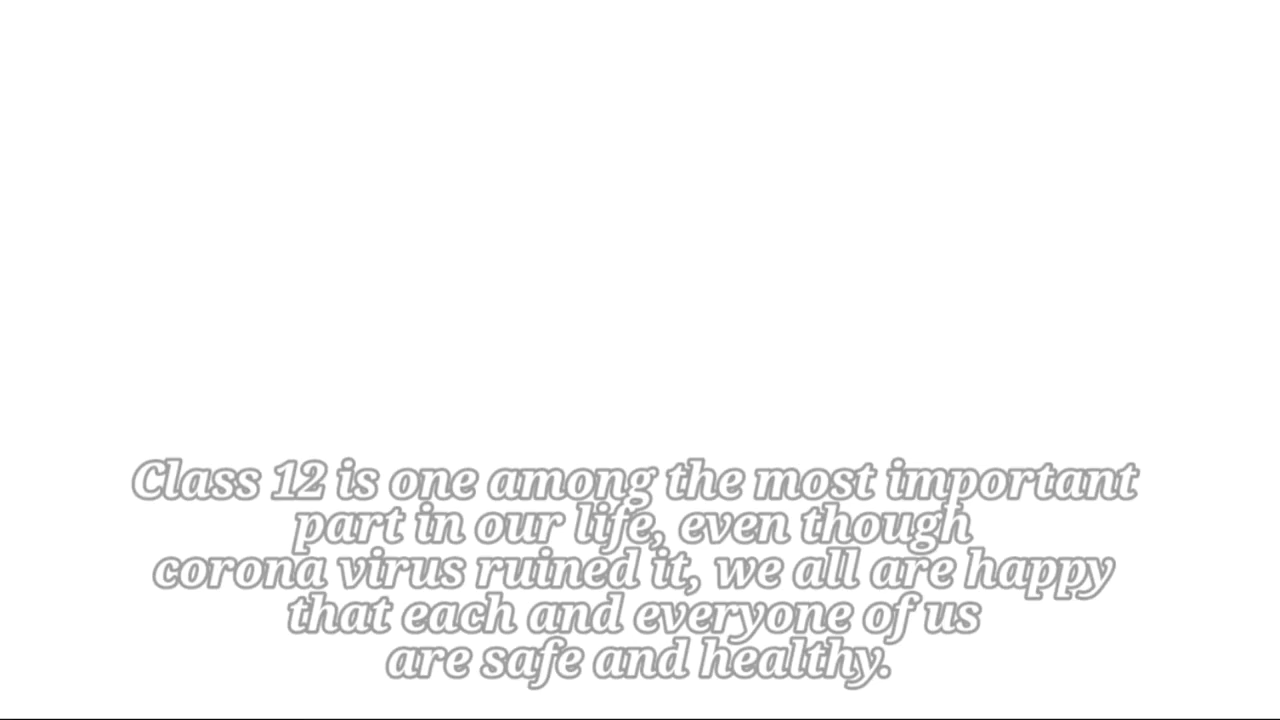 Class 12 is one among the most important
part in our life, even though
corona virus ruined it, we all are happy
that each and everyone of us
are safe and healthy.